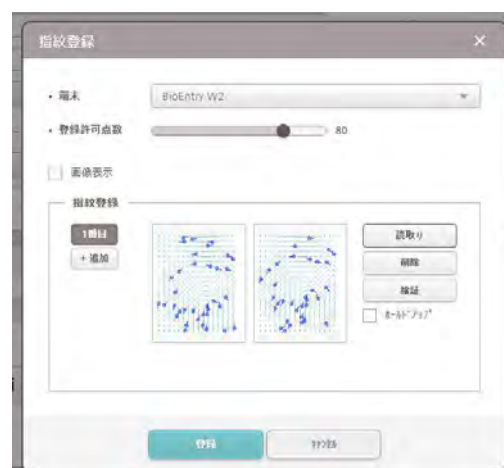 指紋登録 ×
・端末 BioEntry W2
・登録許可点数 80
画像表示
指紋登録
1番目
+ 追加
読取り
削除
検証
ホールドアップ
登録 キャンセル